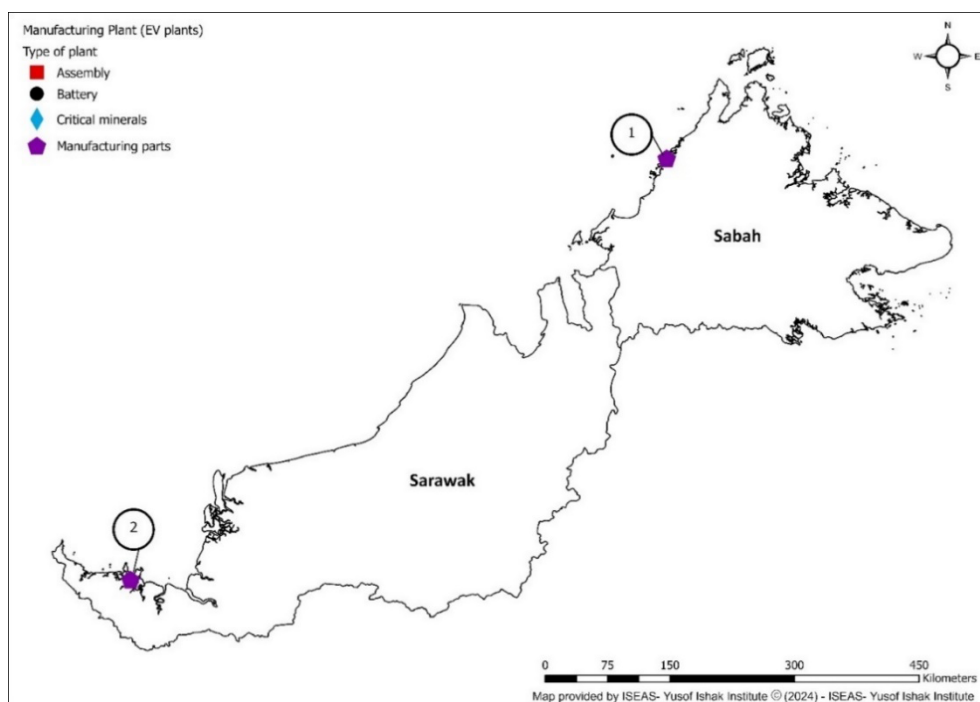 Manufacturing Plant (EV plants)
Type of plant
Assembly
Battery
Critical minerals
Manufacturing parts
N
W E
S
1
Sabah
Sarawak
2
0 75 150 300 450
Kilometers
Map provided by ISEAS- Yusof Ishak Institute © (2024) - ISEAS- Yusof Ishak Institute